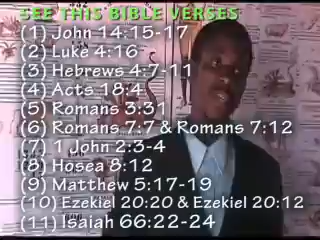 SEE THIS BIBLE VERSES
(1) John 14:15-17
(2) Luke 4:16
(3) Hebrews 4:7-11
(4) Acts 18:4
(5) Romans 3:31
(6) Romans 7:7 & Romans 7:12
(7) 1 John 2:3-4
(8) Hosea 8:12
(9) Matthew 5:17-19
(10) Ezekiel 20:20 & Ezekiel 20:12
(11) Isaiah 66:22-24